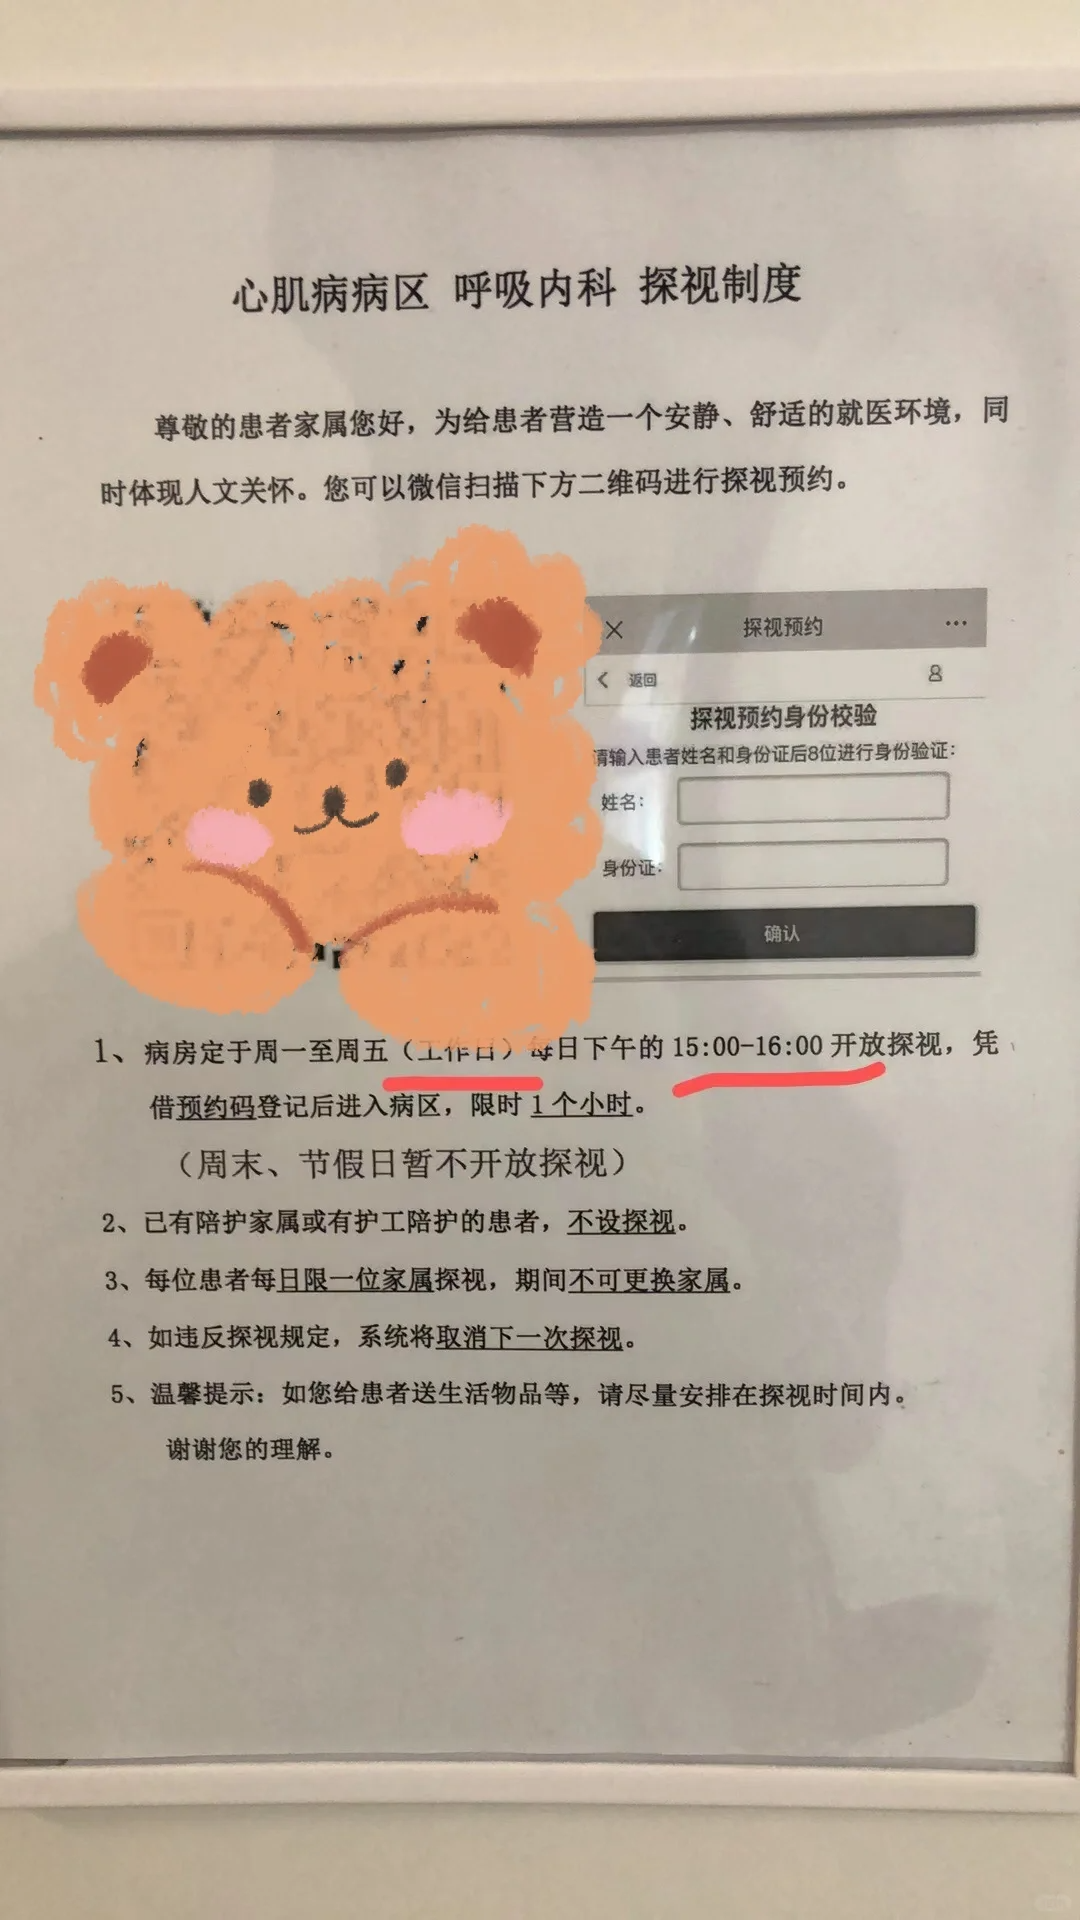 心肌病病区 呼吸内科 探视制度
尊敬的患者家属您好，为给患者营造一个安静、舒适的就医环境，同
时体现人文关怀。您可以微信扫描下方二维码进行探视预约。
探视预约
返回
探视预约身份校验
请输入患者姓名和身份证后8位进行身份验证：
姓名：
身份证：
确认
1、病房定于周一至周五（工作日）每日下午的 15:00-16:00 开放探视，凭
借预约码登记后进入病区，限时 1 个小时。
（周末、节假日暂不开放探视）
2、已有陪护家属或有护工陪护的患者，不设探视。
3、每位患者每日限一位家属探视，期间不可更换家属。
4、如违反探视规定，系统将取消下一次探视。
5、温馨提示：如您给患者送生活物品等，请尽量安排在探视时间内。
谢谢您的理解。